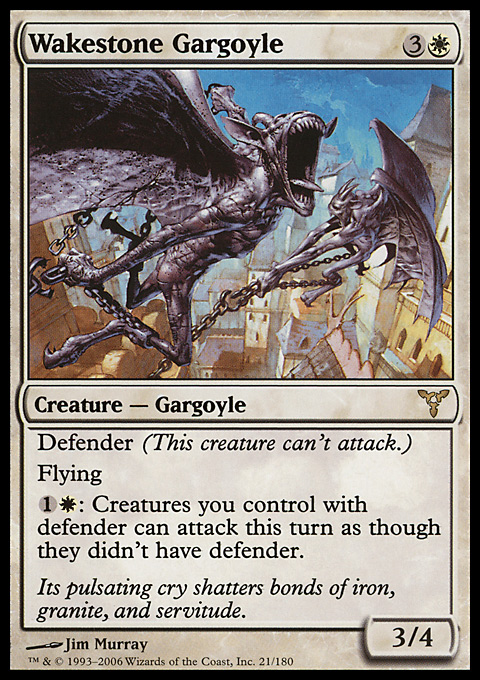 Wakestone Gargoyle 3
Creature — Gargoyle
Defender (This creature can't attack.)
Flying
1 : Creatures you control with
defender can attack this turn as though
they didn't have defender.
Its pulsating cry shatters bonds of iron,
granite, and servitude.
Jim Murray
3/4
™ & © 1993–2006 Wizards of the Coast, Inc. 21/180